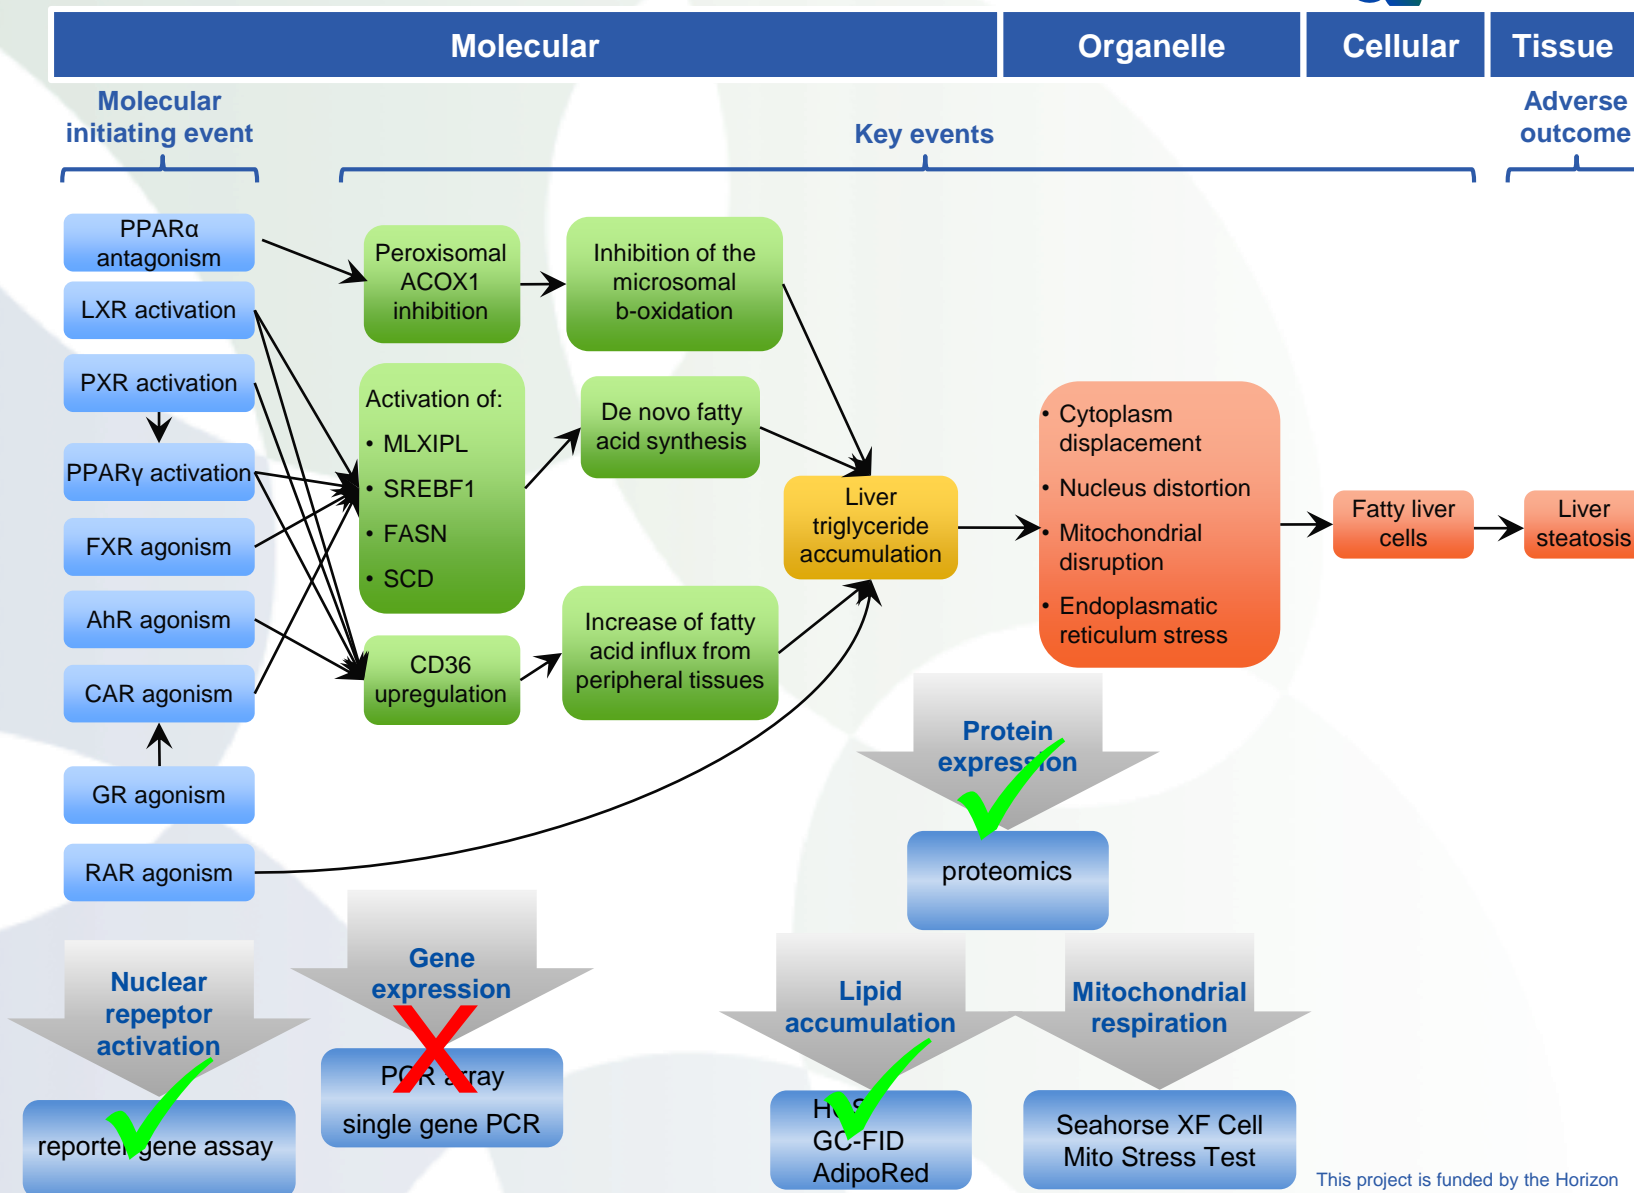 Molecular
Organelle
Cellular
Tissue
Molecular
initiating event
Key events
Adverse
outcome
PPARα
antagonism
LXR activation
PXR activation
PPARγ activation
FXR agonism
AhR agonism
CAR agonism
GR agonism
RAR agonism
Peroxisomal
ACOX1
inhibition
Inhibition of the
microsomal
b-oxidation
Activation of:
• MLXIPL
• SREBF1
• FASN
• SCD
De novo fatty
acid synthesis
CD36
upregulation
Increase of fatty
acid influx from
peripheral tissues
Liver
triglyceride
accumulation
• Cytoplasm
displacement
• Nucleus distortion
• Mitochondrial
disruption
• Endoplasmatic
reticulum stress
Fatty liver
cells
Liver
steatosis
Protein
expression
proteomics
Nuclear
repeptor
activation
reporter gene assay
Gene
expression
PCR array
single gene PCR
Lipid
accumulation
GC-FID
AdipoRed
Mitochondrial
respiration
Seahorse XF Cell
Mito Stress Test
This project is funded by the Horizon